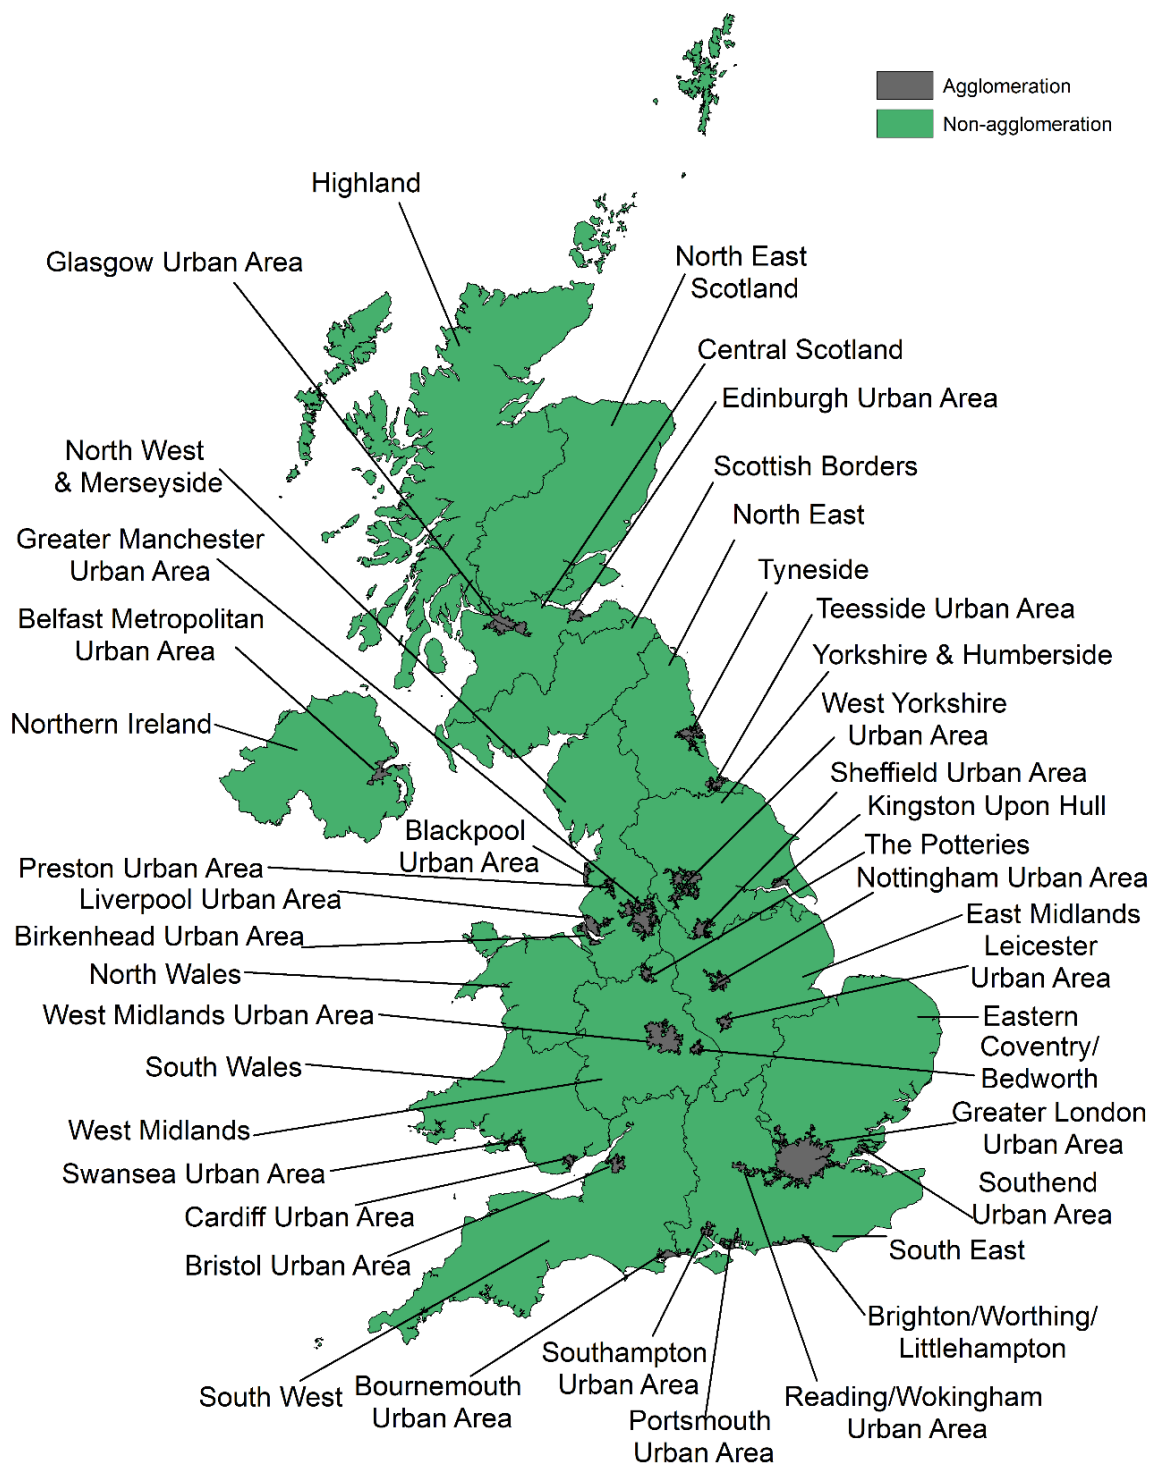 Agglomeration
Non-agglomeration
Highland
Glasgow Urban Area
North East
Scotland
Central Scotland
Edinburgh Urban Area
North West
& Merseyside
Scottish Borders
North East
Greater Manchester
Urban Area
Tyneside
Belfast Metropolitan
Urban Area
Teesside Urban Area
Yorkshire & Humberside
Northern Ireland
West Yorkshire
Urban Area
Sheffield Urban Area
Kingston Upon Hull
Blackpool
Urban Area
The Potteries
Preston Urban Area
Nottingham Urban Area
Liverpool Urban Area
East Midlands
Birkenhead Urban Area
Leicester
Urban Area
North Wales
West Midlands Urban Area
Eastern
Coventry/
Bedworth
South Wales
Greater London
Urban Area
West Midlands
Swansea Urban Area
Southend
Urban Area
Cardiff Urban Area
South East
Bristol Urban Area
Brighton/Worthing/
Littlehampton
Southampton
Urban Area
South West
Bournemouth
Urban Area
Reading/Wokingham
Urban Area
Portsmouth
Urban Area